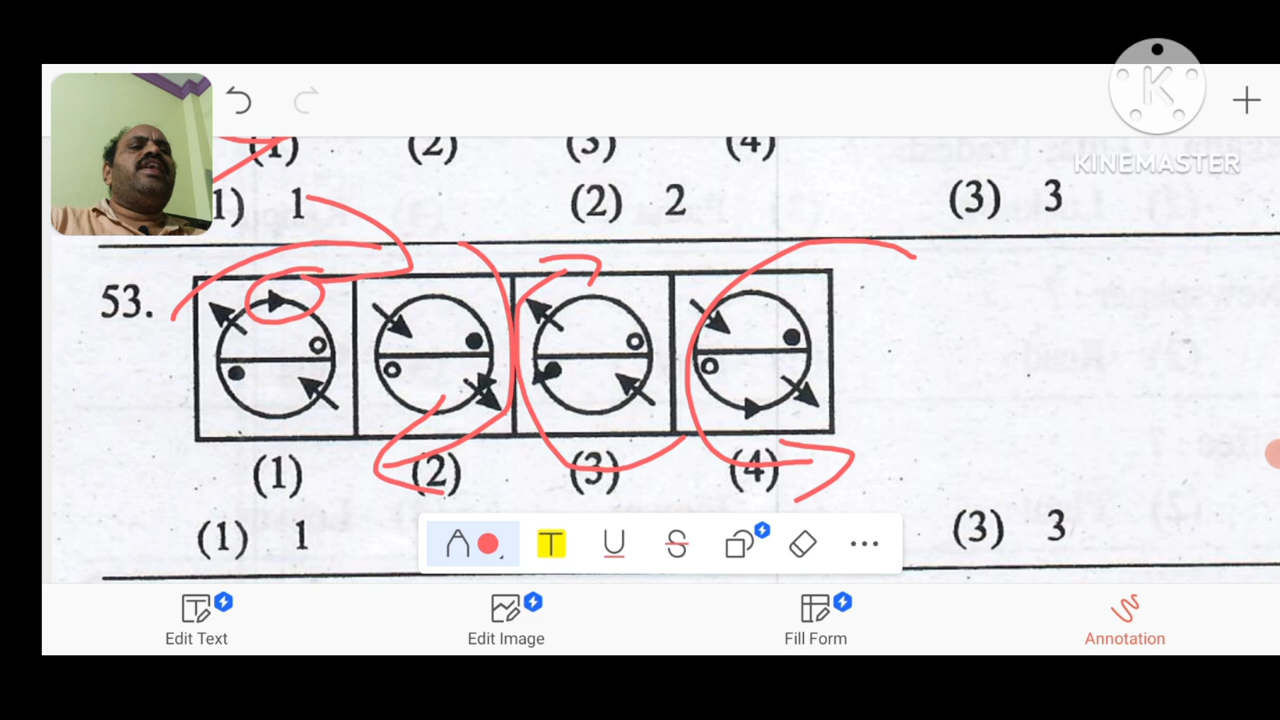 KINEMASTER
(1) (2) (3) (4)
1) 1 (2) 2 (3) 3
53.
(1) (2) (3) (4)
(1) 1 (3) 3
T U S
Edit Text Edit Image Fill Form Annotation